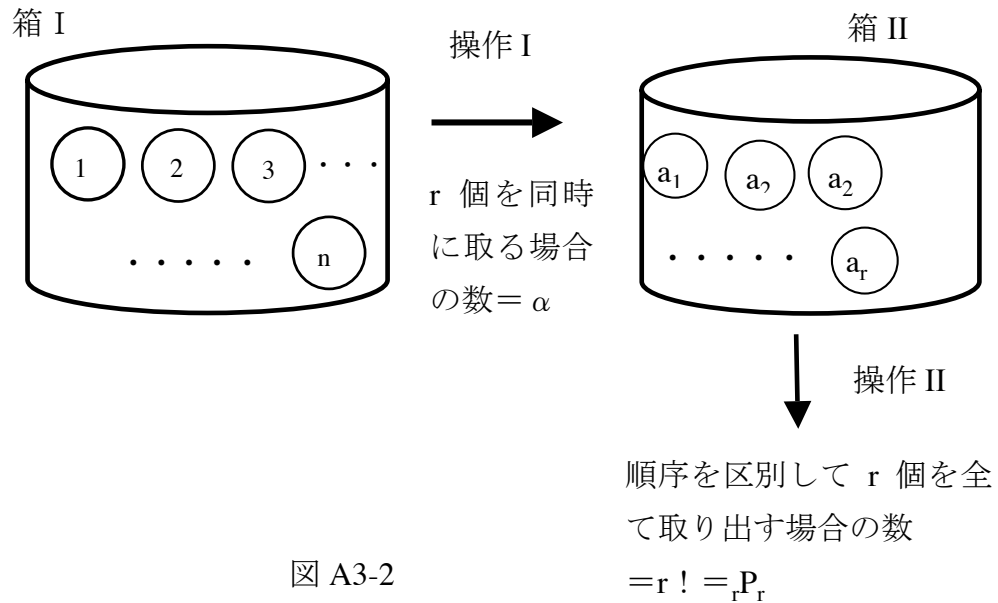 箱 I
操作 I
箱 II
1 2 3 ・・・
・・・・・ n
r 個を同時
に取る場合
の数＝α
a₁ a₂ a₂
・・・・・ aᵣ
操作 II
順序を区別して r 個を全
て取り出す場合の数
＝r！＝ᵣPᵣ
図 A3-2